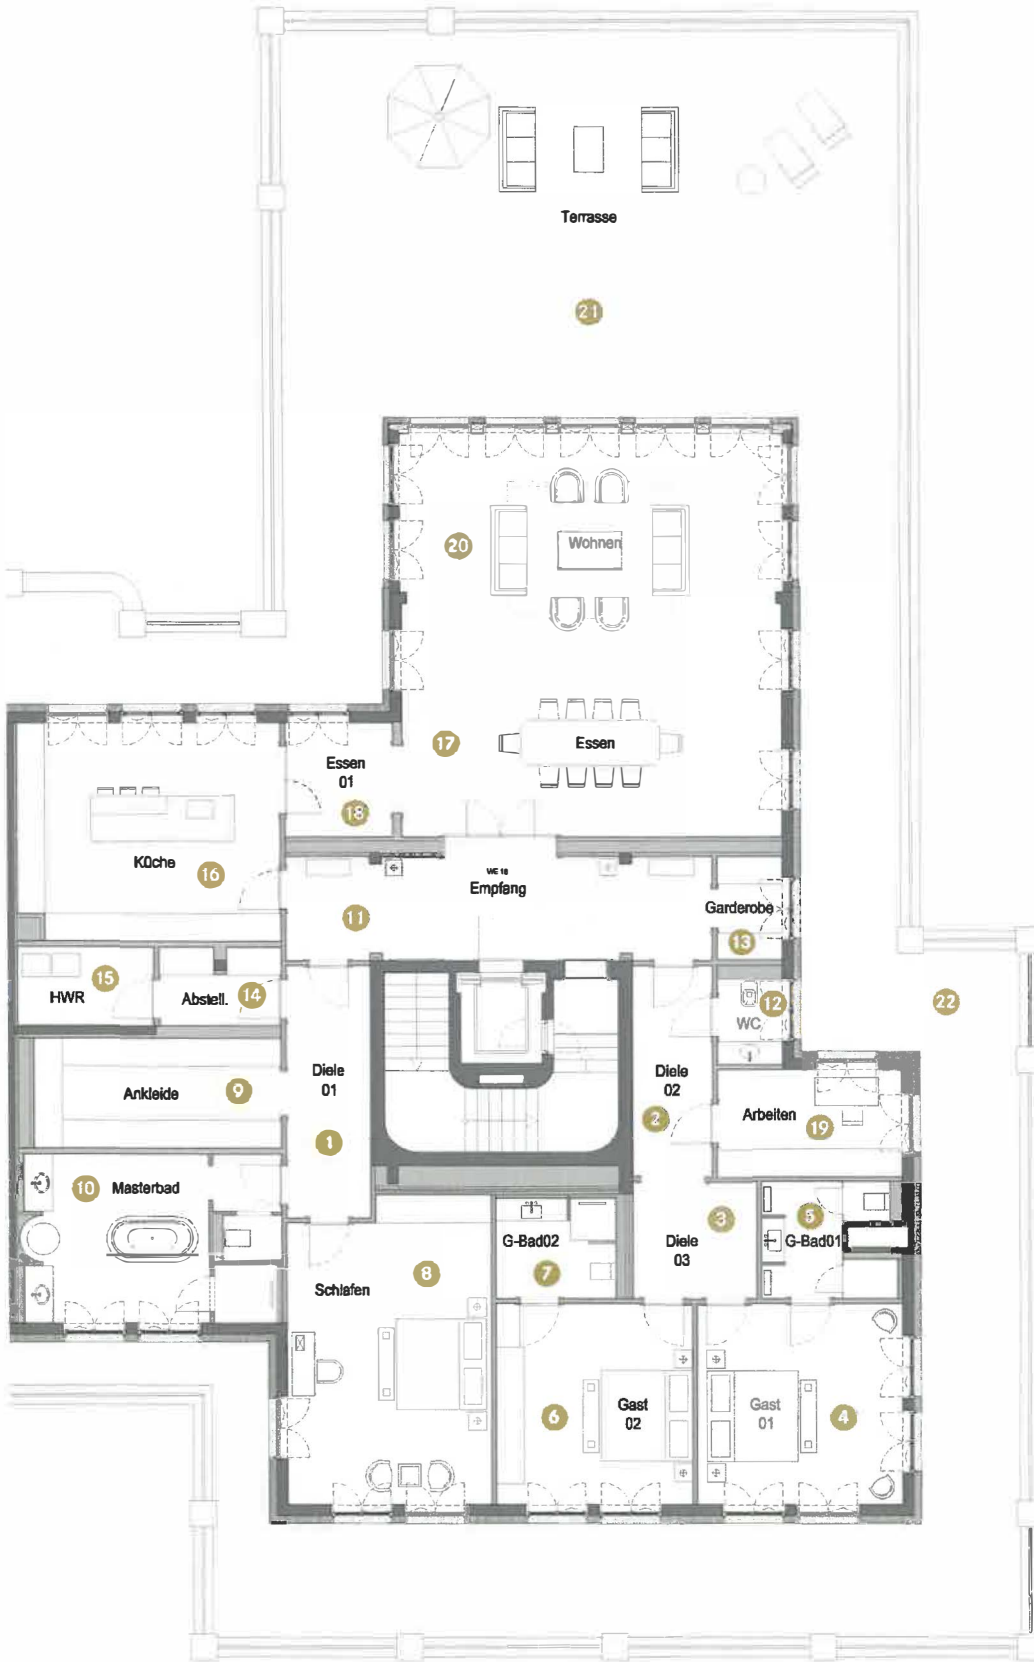 Terrasse
21
20
Wohnen
17
Essen
Essen
01
18
Küche
16
WE 18
Empfang
11
Garderobe
13
15
HWR
Abstell.
14
12
WC
22
9
Ankleide
Diele
01
1
Diele
02
2
Arbeiten
19
10
Masterbad
3
Diele
03
5
G-Bad01
G-Bad02
7
8
Schlafen
6
Gast
02
Gast
01
4